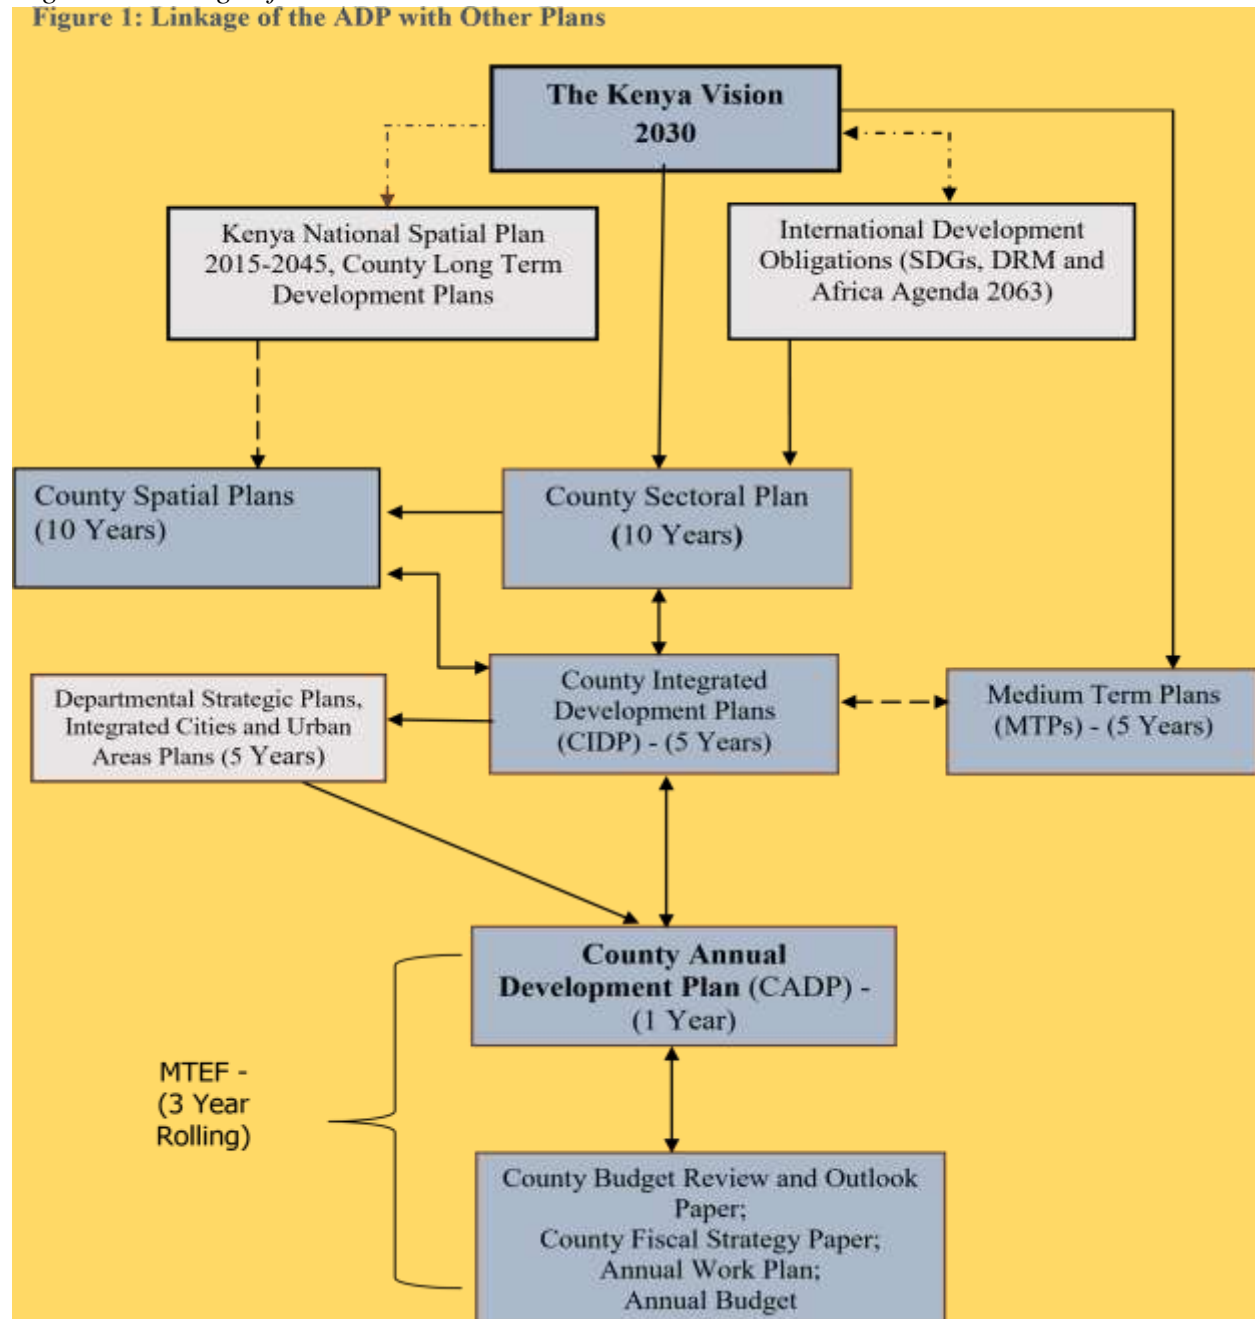 Figure 1: Linkage of the ADP with Other Plans
The Kenya Vision
2030
Kenya National Spatial Plan
2015-2045, County Long Term
Development Plans
International Development
Obligations (SDGs, DRM and
Africa Agenda 2063)
County Spatial Plans
(10 Years)
County Sectoral Plan
(10 Years)
Departmental Strategic Plans,
Integrated Cities and Urban
Areas Plans (5 Years)
County Integrated
Development Plans
(CIDP) - (5 Years)
Medium Term Plans
(MTPs) - (5 Years)
County Annual
Development Plan (CADP) -
(1 Year)
MTEF -
(3 Year
Rolling)
County Budget Review and Outlook
Paper;
County Fiscal Strategy Paper;
Annual Work Plan;
Annual Budget